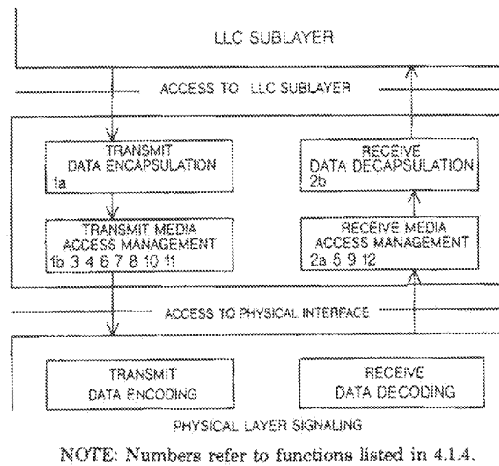 LLC SUBLAYER
ACCESS TO LLC SUBLAYER
TRANSMIT
DATA ENCAPSULATION
1a
RECEIVE
DATA DECAPSULATION
2b
TRANSMIT MEDIA
ACCESS MANAGEMENT
1b 3 4 6 7 8 10 11
RECEIVE MEDIA
ACCESS MANAGEMENT
2a 5 9 12
ACCESS TO PHYSICAL INTERFACE
TRANSMIT
DATA ENCODING
RECEIVE
DATA DECODING
PHYSICAL LAYER SIGNALING
NOTE: Numbers refer to functions listed in 4.1.4.